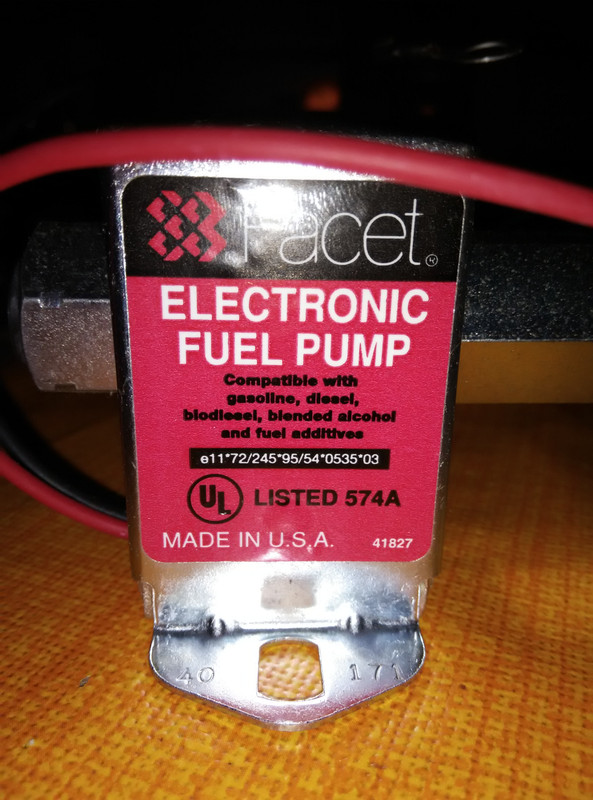 Facet
ELECTRONIC
FUEL PUMP
Compatible with
gasoline, diesel,
biodiesel, blended alcohol
and fuel additives
e11*72/245*95/54*0535*03
UL LISTED 574A
MADE IN U.S.A. 41827
40 171